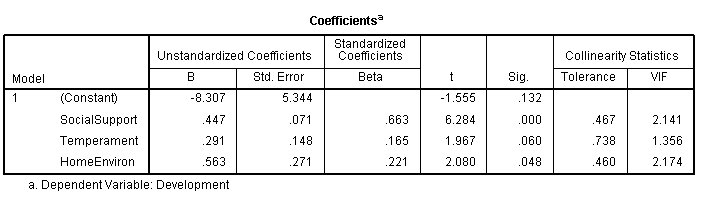 Coefficientsa
Model Unstandardized Coefficients Standardized Coefficients t Sig. Collinearity Statistics
B Std. Error Beta Tolerance VIF
1 (Constant) -8.307 5.344 -1.555 .132
SocialSupport .447 .071 .663 6.284 .000 .467 2.141
Temperament .291 .148 .165 1.967 .060 .738 1.356
HomeEnviron .563 .271 .221 2.080 .048 .460 2.174
a. Dependent Variable: Development